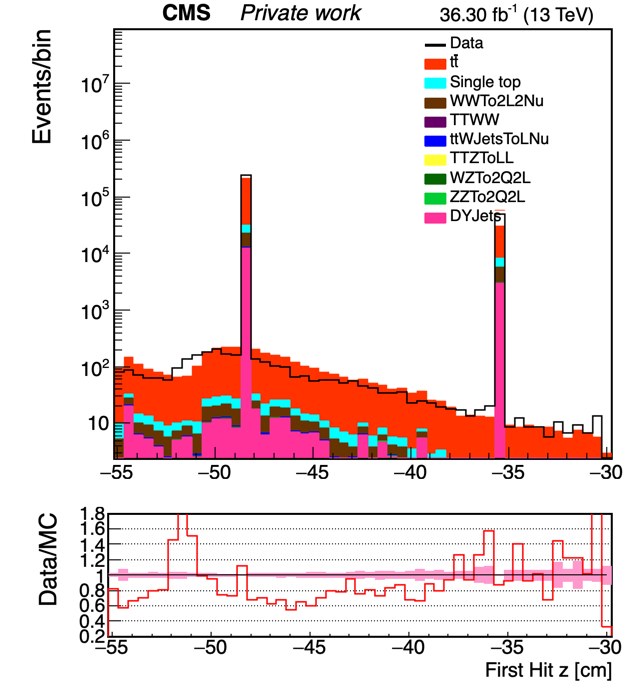 CMS Private work 36.30 fb⁻¹ (13 TeV)
Events/bin
Data
tt̄
Single top
WWTo2L2Nu
TTWW
ttWJetsToLNu
TTZToLL
WZTo2Q2L
ZZTo2Q2L
DYJets
10⁷
10⁶
10⁵
10⁴
10³
10²
10
−55 −50 −45 −40 −35 −30
Data/MC
1.8
1.6
1.4
1.2
1
0.8
0.6
0.4
0.2
−55 −50 −45 −40 −35 −30
First Hit z [cm]